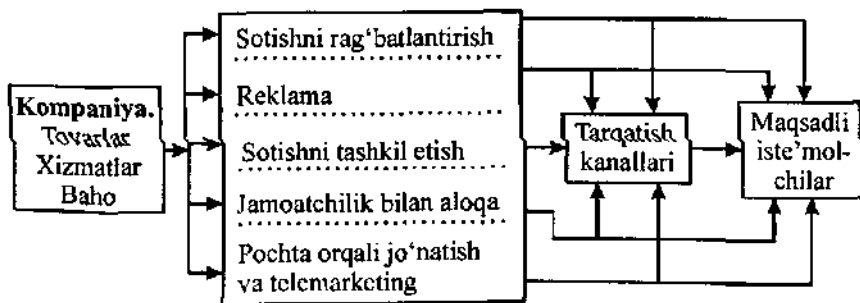 Kompaniya.
Tovarlar
Xizmatlar
Baho
Sotishni rag‘batlantirish
Reklama
Sotishni tashkil etish
Jamoatchilik bilan aloqa
Pochta orqali jo‘natish
va telemarketing
Tarqatish
kanallari
Maqsadli
iste’mol-
chilar